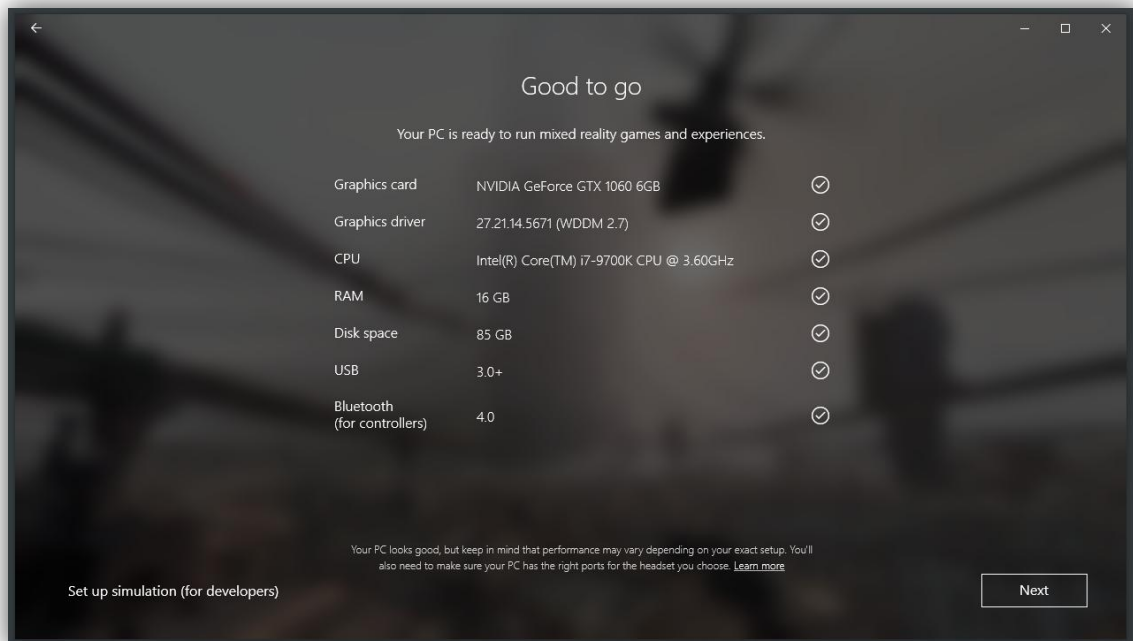 Good to go
Your PC is ready to run mixed reality games and experiences.
Graphics card NVIDIA GeForce GTX 1060 6GB
Graphics driver 27.21.14.5671 (WDDM 2.7)
CPU Intel(R) Core(TM) i7-9700K CPU @ 3.60GHz
RAM 16 GB
Disk space 85 GB
USB 3.0+
Bluetooth
(for controllers) 4.0
Your PC looks good, but keep in mind that performance may vary depending on your exact setup. You'll
also need to make sure your PC has the right ports for the headset you choose. Learn more
Set up simulation (for developers)
Next